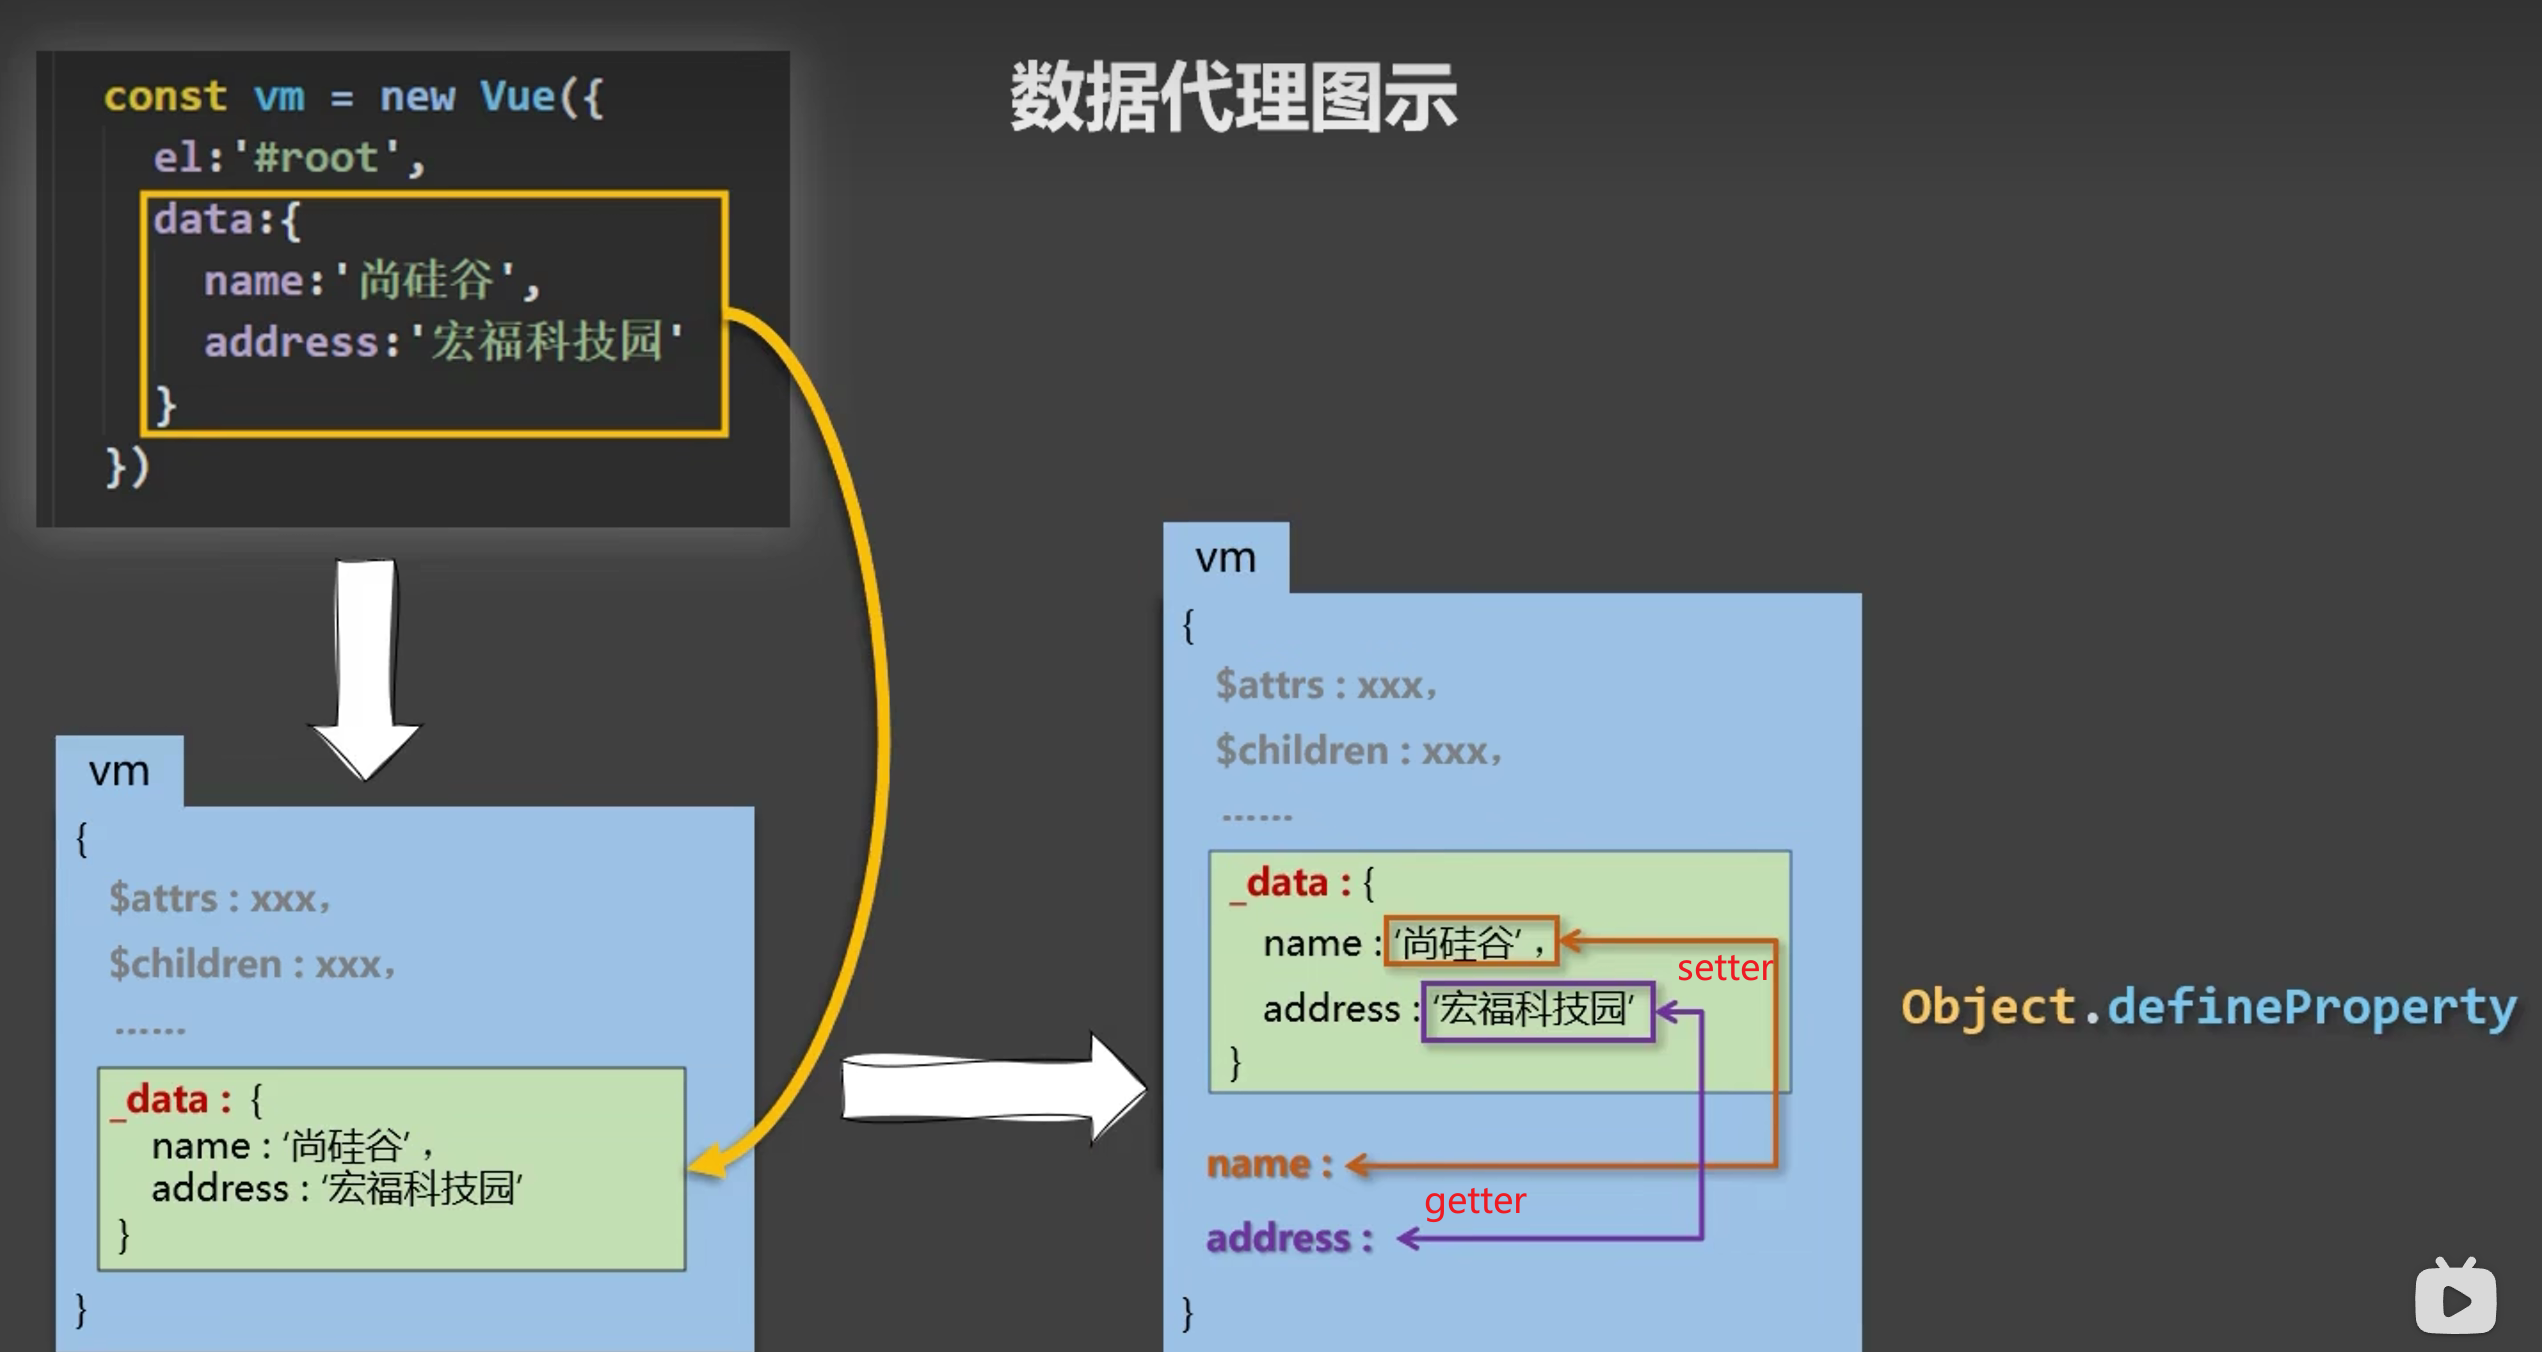 数据代理图示
const vm = new Vue({
el:'#root',
data:{
name:'尚硅谷',
address:'宏福科技园'
}
})
vm
{
$attrs : xxx，
$children : xxx，
......
_data : {
name : ‘尚硅谷’，
address : ‘宏福科技园’
}
}
vm
{
$attrs : xxx，
$children : xxx，
......
_data : {
name : ‘尚硅谷’，
address : ‘宏福科技园’
}
setter
name :
getter
address :
}
Object.defineProperty